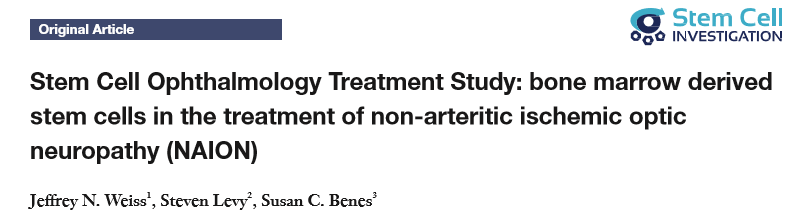 Original Article
Stem Cell
INVESTIGATION
Stem Cell Ophthalmology Treatment Study: bone marrow derived
stem cells in the treatment of non-arteritic ischemic optic
neuropathy (NAION)
Jeffrey N. Weiss¹, Steven Levy², Susan C. Benes³